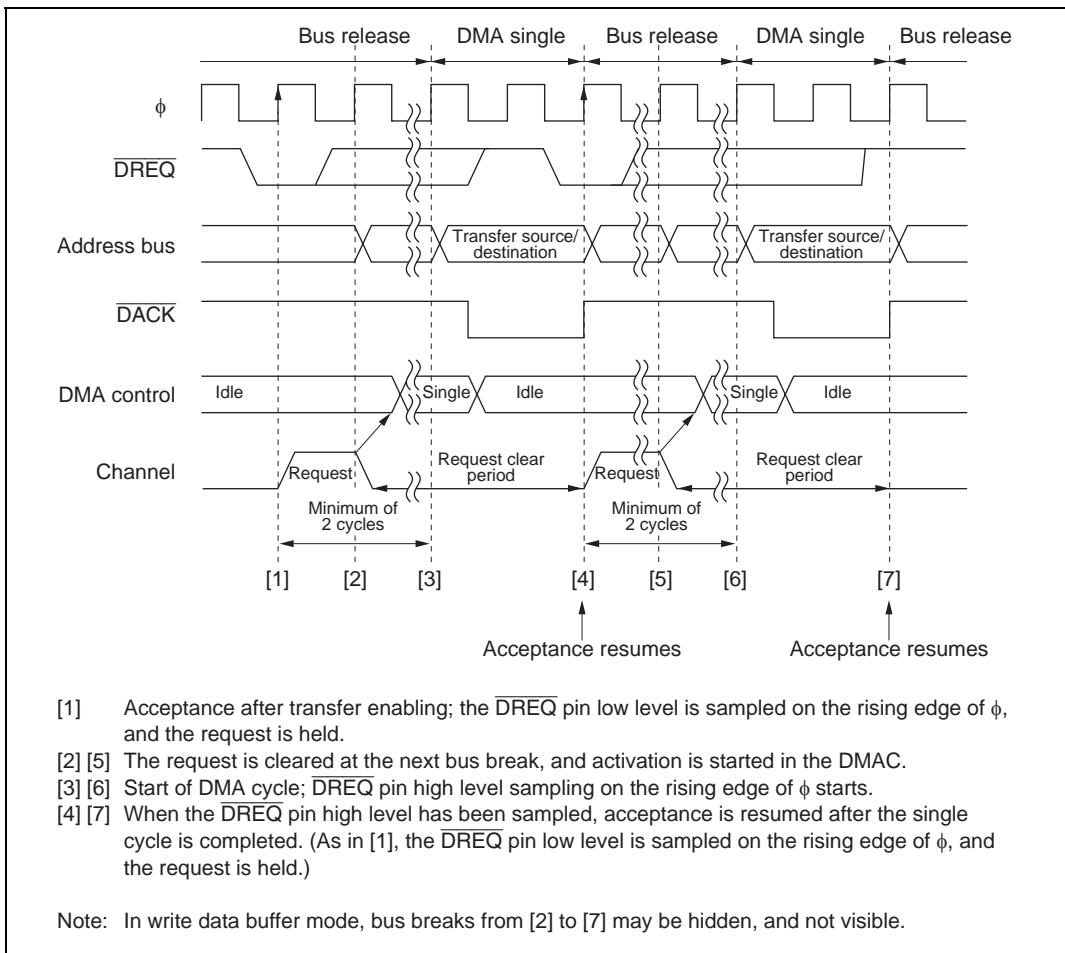 Bus release DMA single Bus release DMA single Bus release
ϕ
DREQ
Address bus Transfer source/ destination Transfer source/ destination
DACK
DMA control Idle Single Idle Single Idle
Channel Request Request clear period Request Request clear period
Minimum of 2 cycles Minimum of 2 cycles
[1] [2] [3] [4] [5] [6] [7]
Acceptance resumes Acceptance resumes
[1] Acceptance after transfer enabling; the DREQ pin low level is sampled on the rising edge of ϕ,
and the request is held.
[2] [5] The request is cleared at the next bus break, and activation is started in the DMAC.
[3] [6] Start of DMA cycle; DREQ pin high level sampling on the rising edge of ϕ starts.
[4] [7] When the DREQ pin high level has been sampled, acceptance is resumed after the single
cycle is completed. (As in [1], the DREQ pin low level is sampled on the rising edge of ϕ, and
the request is held.)
Note: In write data buffer mode, bus breaks from [2] to [7] may be hidden, and not visible.